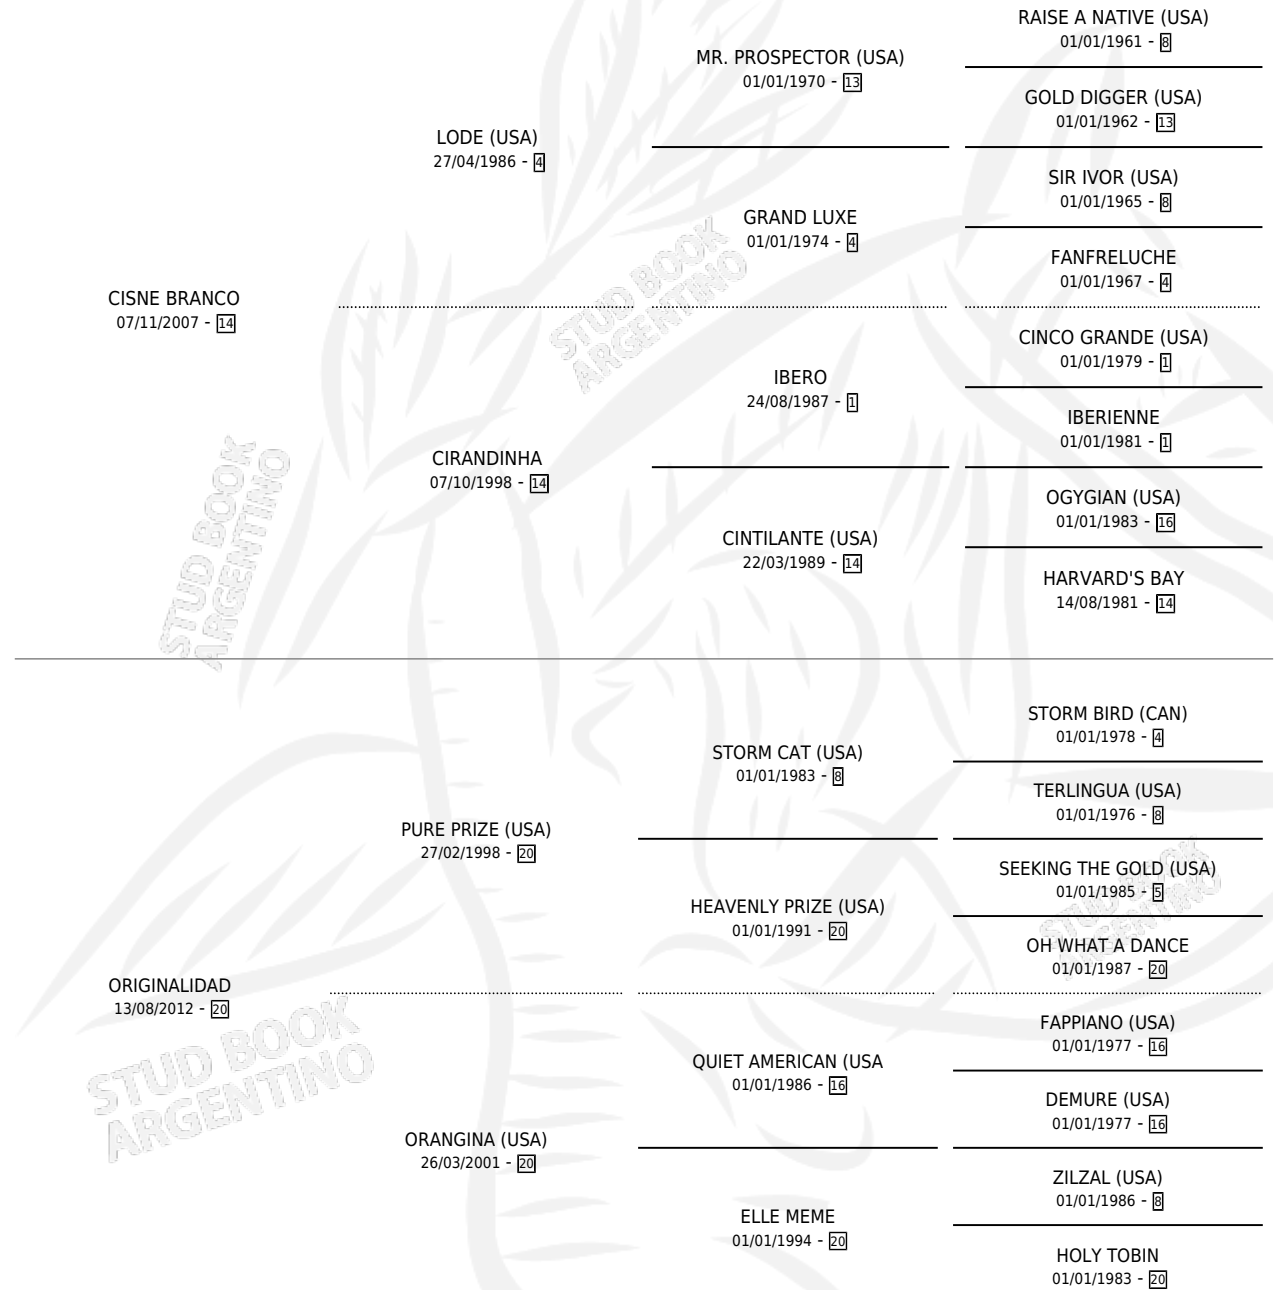 RAISE A NATIVE (USA)
01/01/1961 - 8
MR. PROSPECTOR (USA)
01/01/1970 - 13
GOLD DIGGER (USA)
01/01/1962 - 13
LODE (USA)
27/04/1986 - 4
SIR IVOR (USA)
01/01/1965 - 8
GRAND LUXE
01/01/1974 - 4
FANFRELUCHE
01/01/1967 - 4
CISNE BRANCO
07/11/2007 - 14
CINCO GRANDE (USA)
01/01/1979 - 1
IBERO
24/08/1987 - 1
IBERIENNE
01/01/1981 - 1
CIRANDINHA
07/10/1998 - 14
OGYGIAN (USA)
01/01/1983 - 16
CINTILANTE (USA)
22/03/1989 - 14
HARVARD'S BAY
14/08/1981 - 14
STORM BIRD (CAN)
01/01/1978 - 4
STORM CAT (USA)
01/01/1983 - 8
TERLINGUA (USA)
01/01/1976 - 8
PURE PRIZE (USA)
27/02/1998 - 20
SEEKING THE GOLD (USA)
01/01/1985 - 5
HEAVENLY PRIZE (USA)
01/01/1991 - 20
OH WHAT A DANCE
01/01/1987 - 20
ORIGINALIDAD
13/08/2012 - 20
FAPPIANO (USA)
01/01/1977 - 16
QUIET AMERICAN (USA
01/01/1986 - 16
DEMURE (USA)
01/01/1977 - 16
ORANGINA (USA)
26/03/2001 - 20
ZILZAL (USA)
01/01/1986 - 8
ELLE MEME
01/01/1994 - 20
HOLY TOBIN
01/01/1983 - 20
STUD BOOK
ARGENTINO
STUD BOOK
ARGENTINO
STUD BOOK
ARGENTINO
STUD BOOK
ARGENTINO